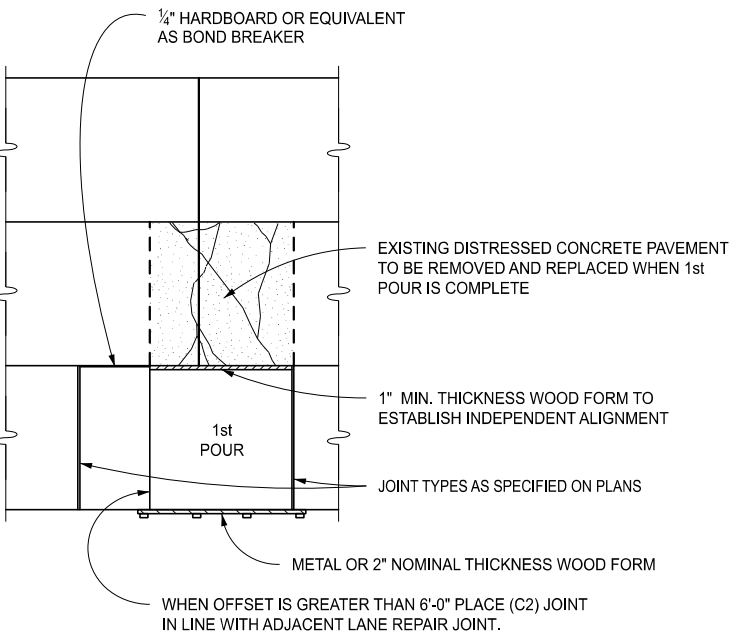 ¼" HARDBOARD OR EQUIVALENT
AS BOND BREAKER
EXISTING DISTRESSED CONCRETE PAVEMENT
TO BE REMOVED AND REPLACED WHEN 1st
POUR IS COMPLETE
1" MIN. THICKNESS WOOD FORM TO
ESTABLISH INDEPENDENT ALIGNMENT
1st
POUR
JOINT TYPES AS SPECIFIED ON PLANS
METAL OR 2" NOMINAL THICKNESS WOOD FORM
WHEN OFFSET IS GREATER THAN 6'-0" PLACE (C2) JOINT
IN LINE WITH ADJACENT LANE REPAIR JOINT.